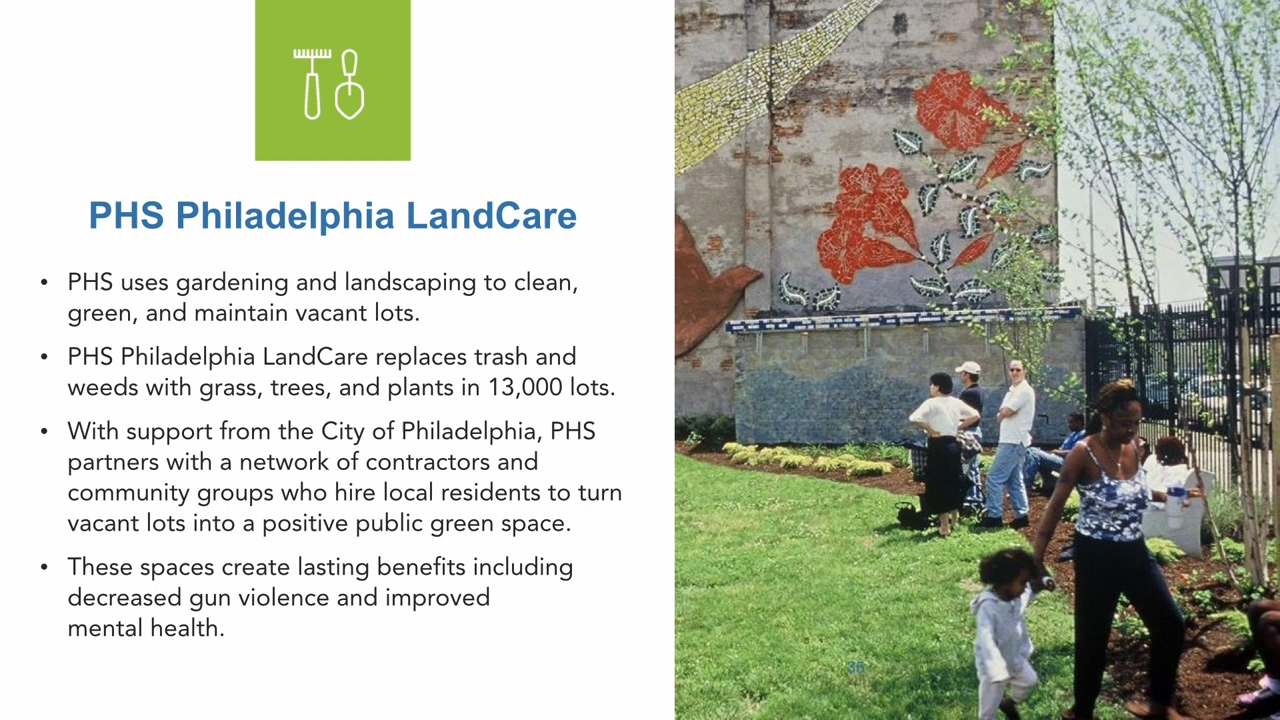 PHS Philadelphia LandCare
• PHS uses gardening and landscaping to clean,
green, and maintain vacant lots.
• PHS Philadelphia LandCare replaces trash and
weeds with grass, trees, and plants in 13,000 lots.
• With support from the City of Philadelphia, PHS
partners with a network of contractors and
community groups who hire local residents to turn
vacant lots into a positive public green space.
• These spaces create lasting benefits including
decreased gun violence and improved
mental health.
35